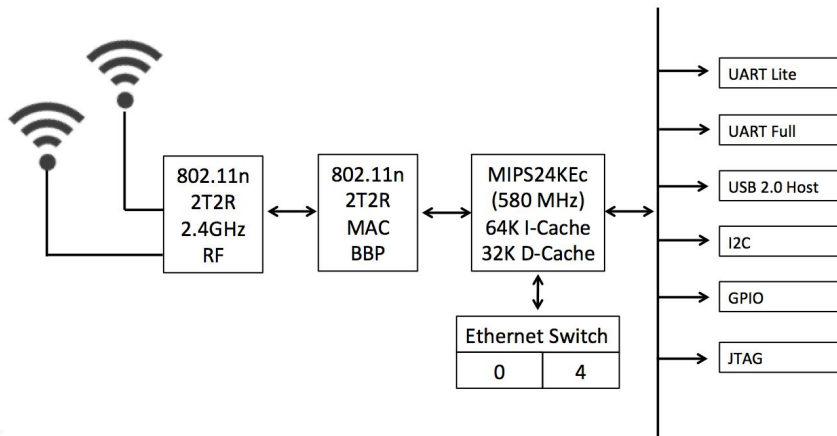 802.11n
2T2R
2.4GHz
RF
802.11n
2T2R
MAC
BBP
MIPS24KEc
(580 MHz)
64K I-Cache
32K D-Cache
Ethernet Switch
0 4
UART Lite
UART Full
USB 2.0 Host
I2C
GPIO
JTAG